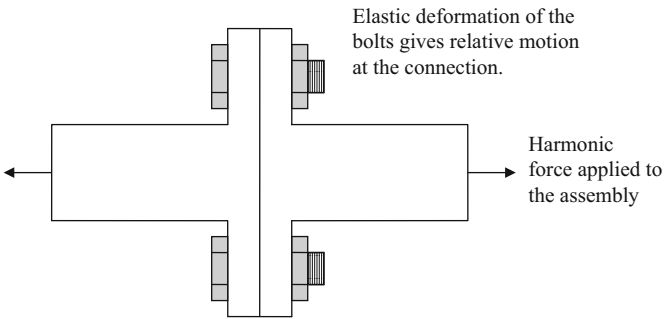 Elastic deformation of the
bolts gives relative motion
at the connection.
Harmonic
force applied to
the assembly